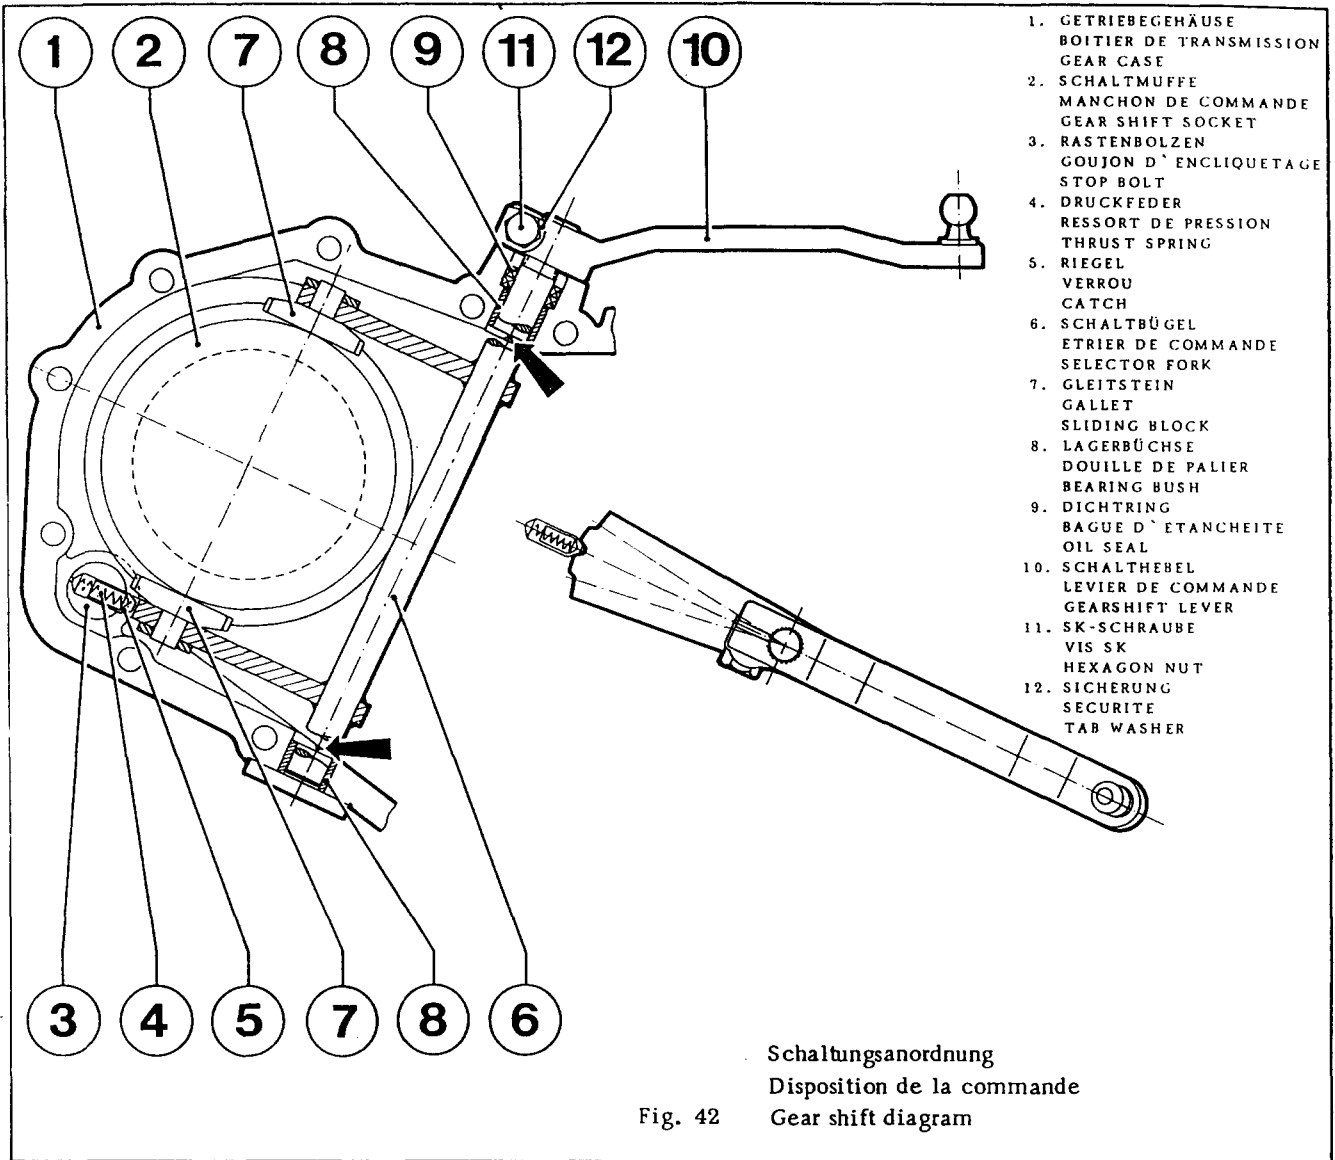 1 2 7 8 9 11 12 10
1. GETRIEBEGEHÄUSE
BOITIER DE TRANSMISSION
GEAR CASE
2. SCHALTMUFFE
MANCHON DE COMMANDE
GEAR SHIFT SOCKET
3. RASTENBOLZEN
GOUJON D`ENCLIQUETAGE
STOP BOLT
4. DRUCKFEDER
RESSORT DE PRESSION
THRUST SPRING
5. RIEGEL
VERROU
CATCH
6. SCHALTBÜGEL
ETRIER DE COMMANDE
SELECTOR FORK
7. GLEITSTEIN
GALLET
SLIDING BLOCK
8. LAGERBÜCHSE
DOUILLE DE PALIER
BEARING BUSH
9. DICHTRING
BAGUE D`ETANCHEITE
OIL SEAL
10. SCHALTHEBEL
LEVIER DE COMMANDE
GEARSHIFT LEVER
11. SK-SCHRAUBE
VIS SK
HEXAGON NUT
12. SICHERUNG
SECURITE
TAB WASHER
3 4 5 7 8 6
Schaltungsanordnung
Disposition de la commande
Fig. 42 Gear shift diagram